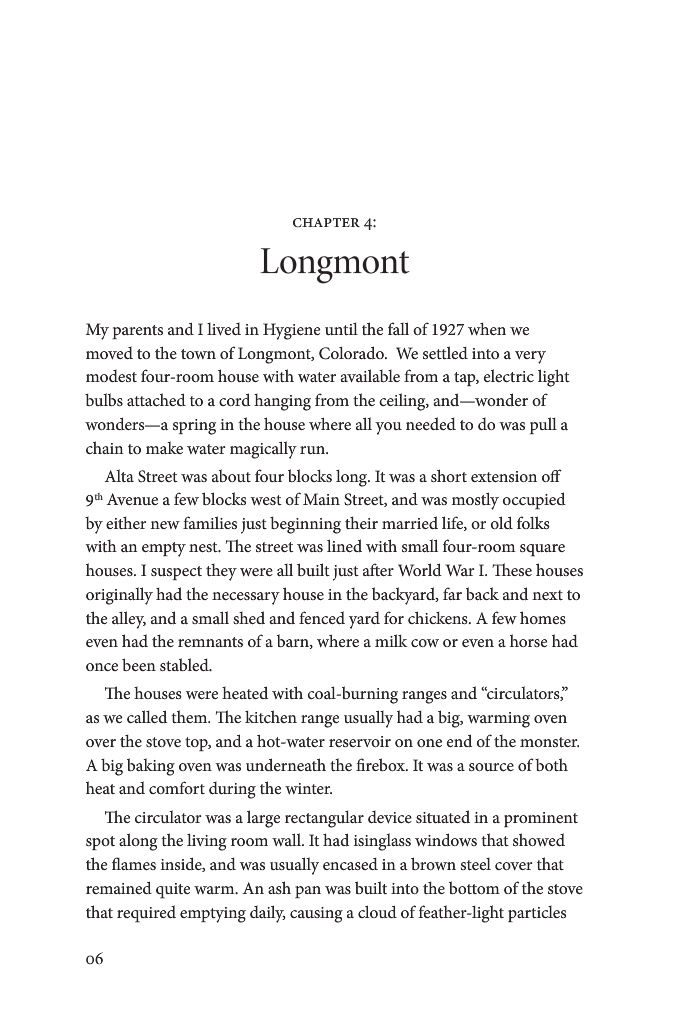 CHAPTER 4:
Longmont
My parents and I lived in Hygiene until the fall of 1927 when we
moved to the town of Longmont, Colorado.  We settled into a very
modest four-room house with water available from a tap, electric light
bulbs attached to a cord hanging from the ceiling, and—wonder of
wonders—a spring in the house where all you needed to do was pull a
chain to make water magically run.
Alta Street was about four blocks long. It was a short extension off
9th Avenue a few blocks west of Main Street, and was mostly occupied
by either new families just beginning their married life, or old folks
with an empty nest. The street was lined with small four-room square
houses. I suspect they were all built just after World War I. These houses
originally had the necessary house in the backyard, far back and next to
the alley, and a small shed and fenced yard for chickens. A few homes
even had the remnants of a barn, where a milk cow or even a horse had
once been stabled.
The houses were heated with coal-burning ranges and “circulators,”
as we called them. The kitchen range usually had a big, warming oven
over the stove top, and a hot-water reservoir on one end of the monster.
A big baking oven was underneath the firebox. It was a source of both
heat and comfort during the winter.
The circulator was a large rectangular device situated in a prominent
spot along the living room wall. It had isinglass windows that showed
the flames inside, and was usually encased in a brown steel cover that
remained quite warm. An ash pan was built into the bottom of the stove
that required emptying daily, causing a cloud of feather-light particles
06